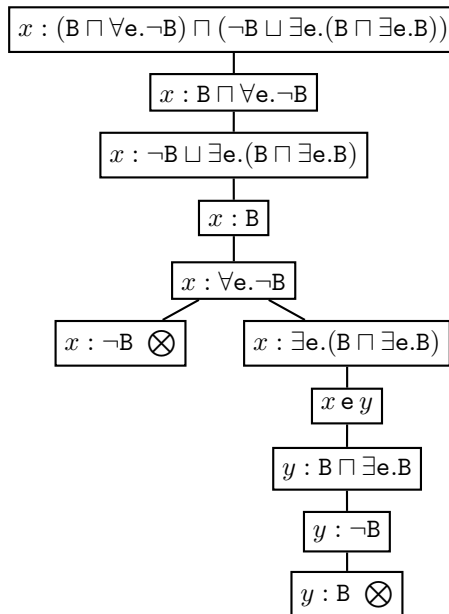 x : (B ⊓ ∀e.¬B) ⊓ (¬B ⊔ ∃e.(B ⊓ ∃e.B))
x : B ⊓ ∀e.¬B
x : ¬B ⊔ ∃e.(B ⊓ ∃e.B)
x : B
x : ∀e.¬B
x : ¬B ⊗
x : ∃e.(B ⊓ ∃e.B)
x e y
y : B ⊓ ∃e.B
y : ¬B
y : B ⊗